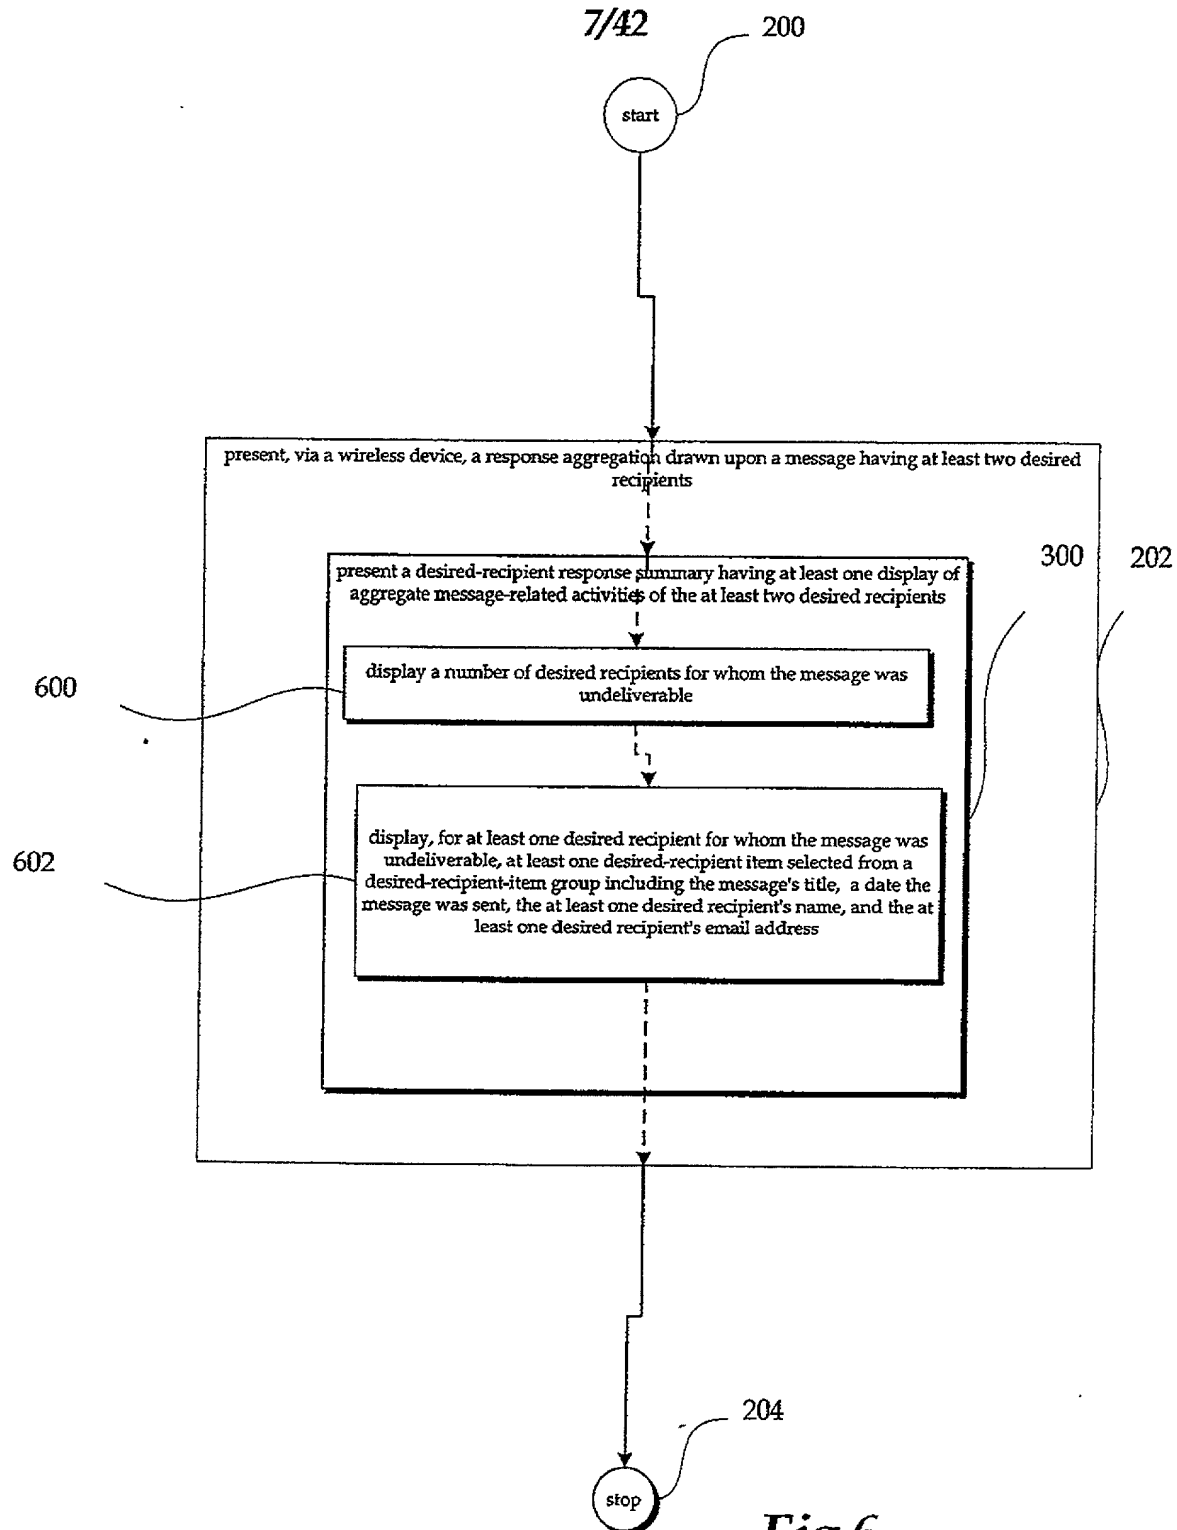 7/42
200
start
present, via a wireless device, a response aggregation drawn upon a message having at least two desired
recipients
300
202
present a desired-recipient response summary having at least one display of
aggregate message-related activities of the at least two desired recipients
600
display a number of desired recipients for whom the message was
undeliverable
602
display, for at least one desired recipient for whom the message was
undeliverable, at least one desired-recipient item selected from a
desired-recipient-item group including the message's title, a date the
message was sent, the at least one desired recipient's name, and the at
least one desired recipient's email address
204
stop
Fig 6